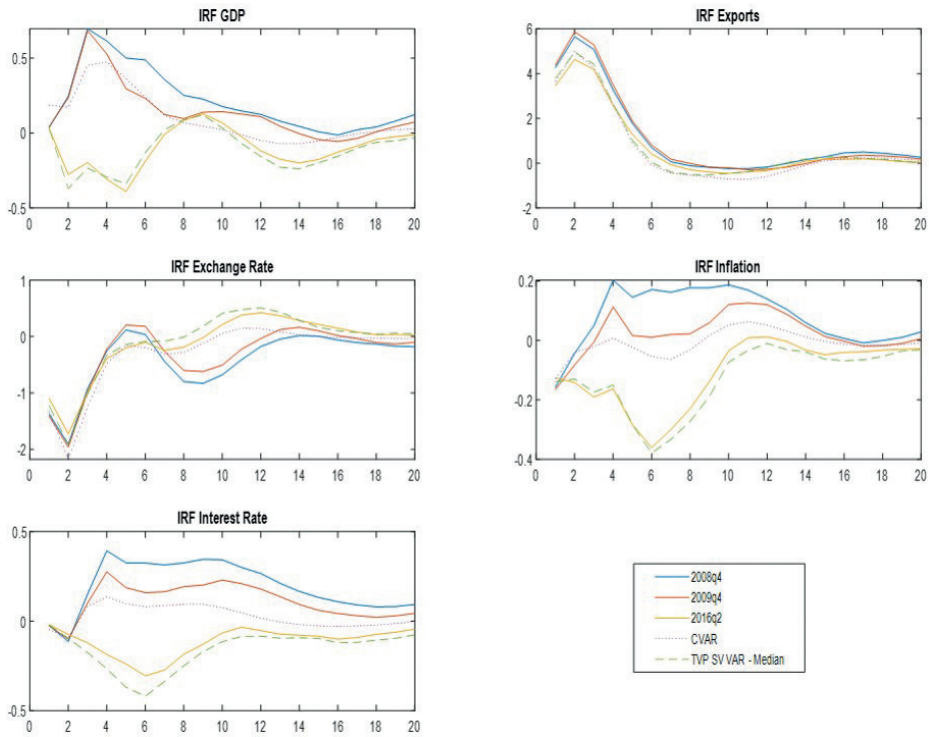 IRF GDP
0.5
0
-0.5
0 2 4 6 8 10 12 14 16 18 20
IRF Exports
6
4
2
0
-2
0 2 4 6 8 10 12 14 16 18 20
IRF Exchange Rate
1
0
-1
-2
0 2 4 6 8 10 12 14 16 18 20
IRF Inflation
0.2
0
-0.2
-0.4
0 2 4 6 8 10 12 14 16 18 20
IRF Interest Rate
0.5
0
-0.5
0 2 4 6 8 10 12 14 16 18 20
2008q4
2009q4
2016q2
CVAR
TVP SV VAR - Median